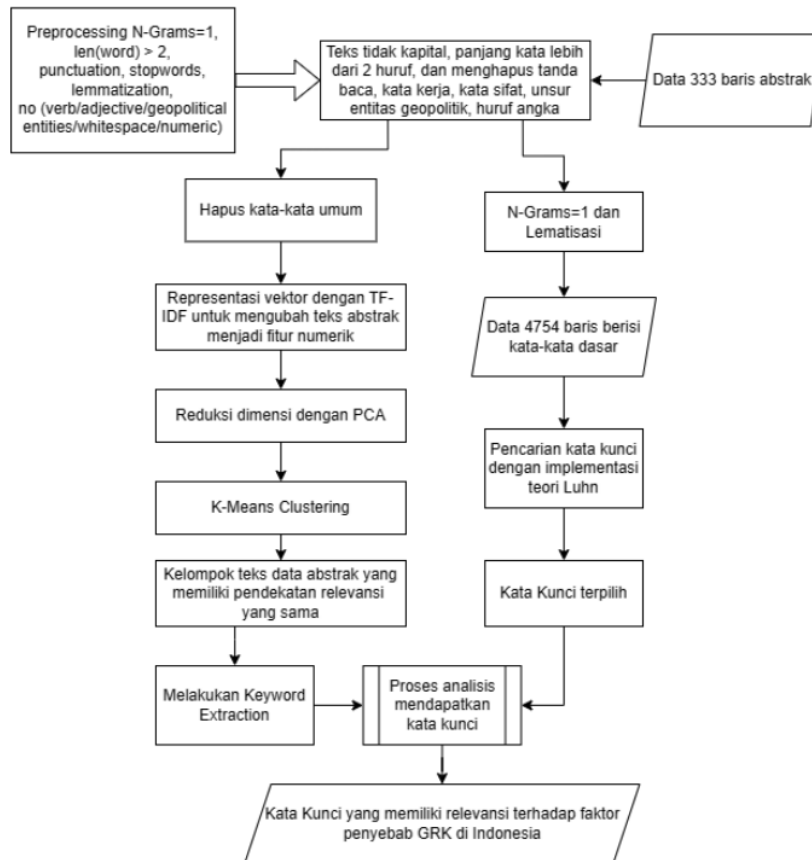 Preprocessing N-Grams=1,
len(word) > 2,
punctuation, stopwords,
lemmatization,
no (verb/adjective/geopolitical
entities/whitespace/numeric)
Teks tidak kapital, panjang kata lebih
dari 2 huruf, dan menghapus tanda
baca, kata kerja, kata sifat, unsur
entitas geopolitik, huruf angka
Data 333 baris abstrak
Hapus kata-kata umum
N-Grams=1 dan
Lematisasi
Representasi vektor dengan TF-
IDF untuk mengubah teks abstrak
menjadi fitur numerik
Data 4754 baris berisi
kata-kata dasar
Reduksi dimensi dengan PCA
Pencarian kata kunci
dengan implementasi
teori Luhn
K-Means Clustering
Kelompok teks data abstrak yang
memiliki pendekatan relevansi
yang sama
Kata Kunci terpilih
Melakukan Keyword
Extraction
Proses analisis
mendapatkan
kata kunci
Kata Kunci yang memiliki relevansi terhadap faktor
penyebab GRK di Indonesia